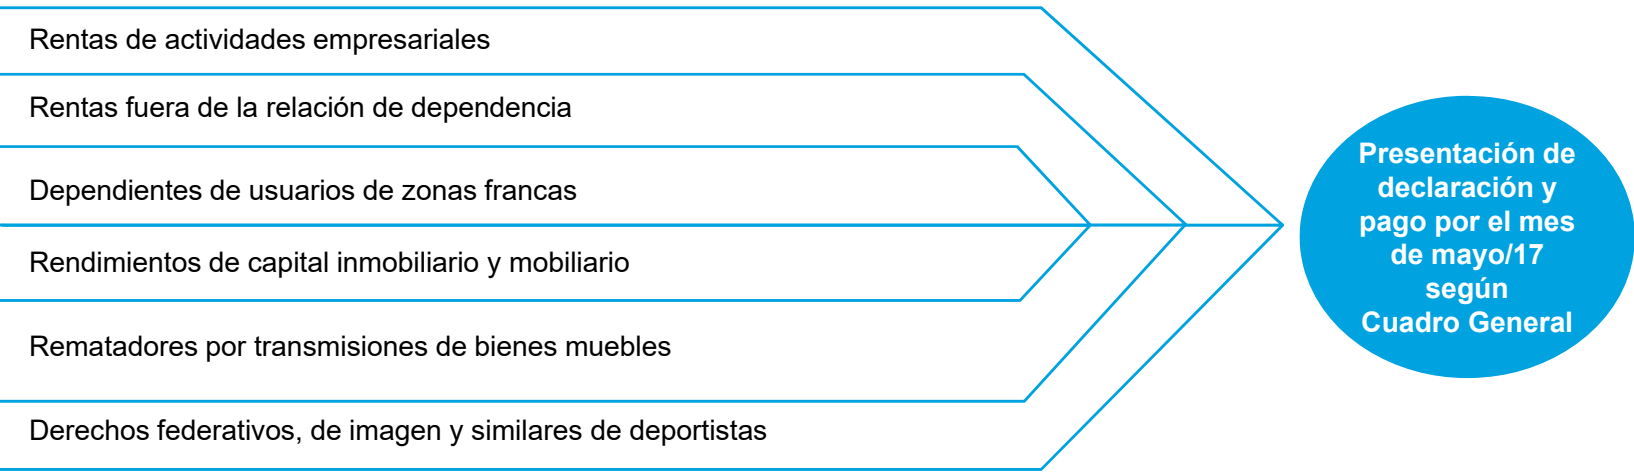 Rentas de actividades empresariales
Rentas fuera de la relación de dependencia
Dependientes de usuarios de zonas francas
Rendimientos de capital inmobiliario y mobiliario
Rematadores por transmisiones de bienes muebles
Derechos federativos, de imagen y similares de deportistas
Presentación de
declaración y
pago por el mes
de mayo/17
según
Cuadro General